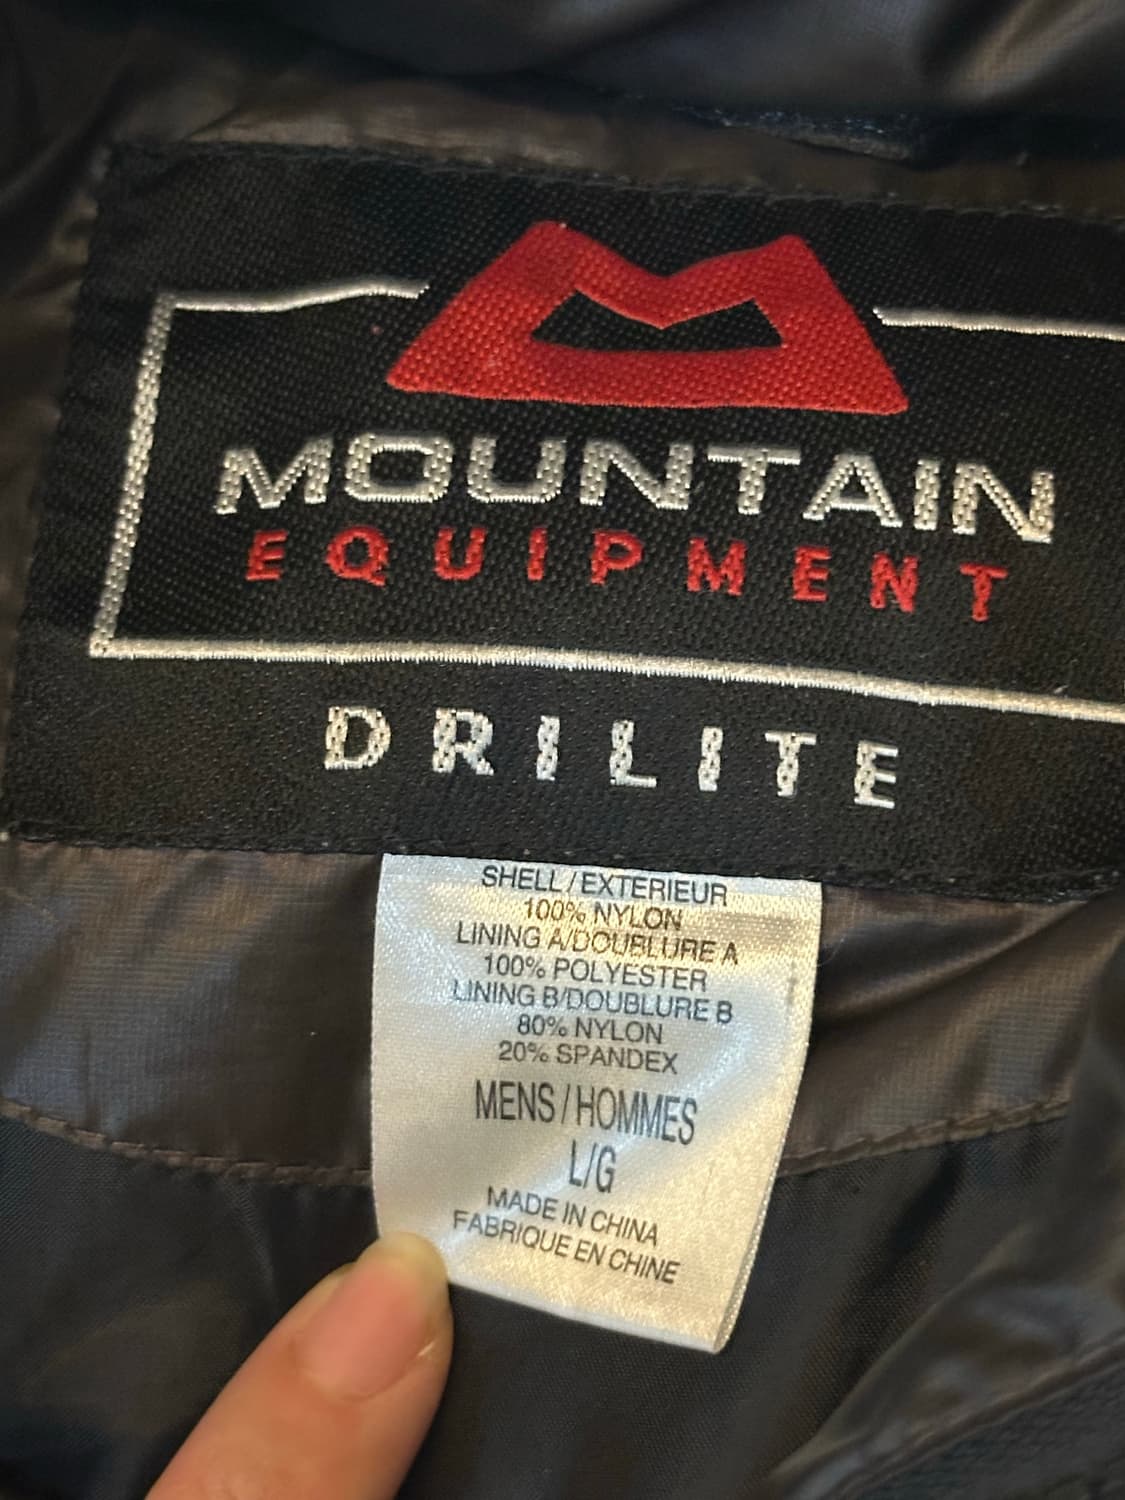 MOUNTAIN
EQUIPMENT
DRILITE
SHELL / EXTERIEUR
100% NYLON
LINING A/DOUBLURE A
100% POLYESTER
LINING B/DOUBLURE B
80% NYLON
20% SPANDEX
MENS / HOMMES
L/G
MADE IN CHINA
FABRIQUE EN CHINE